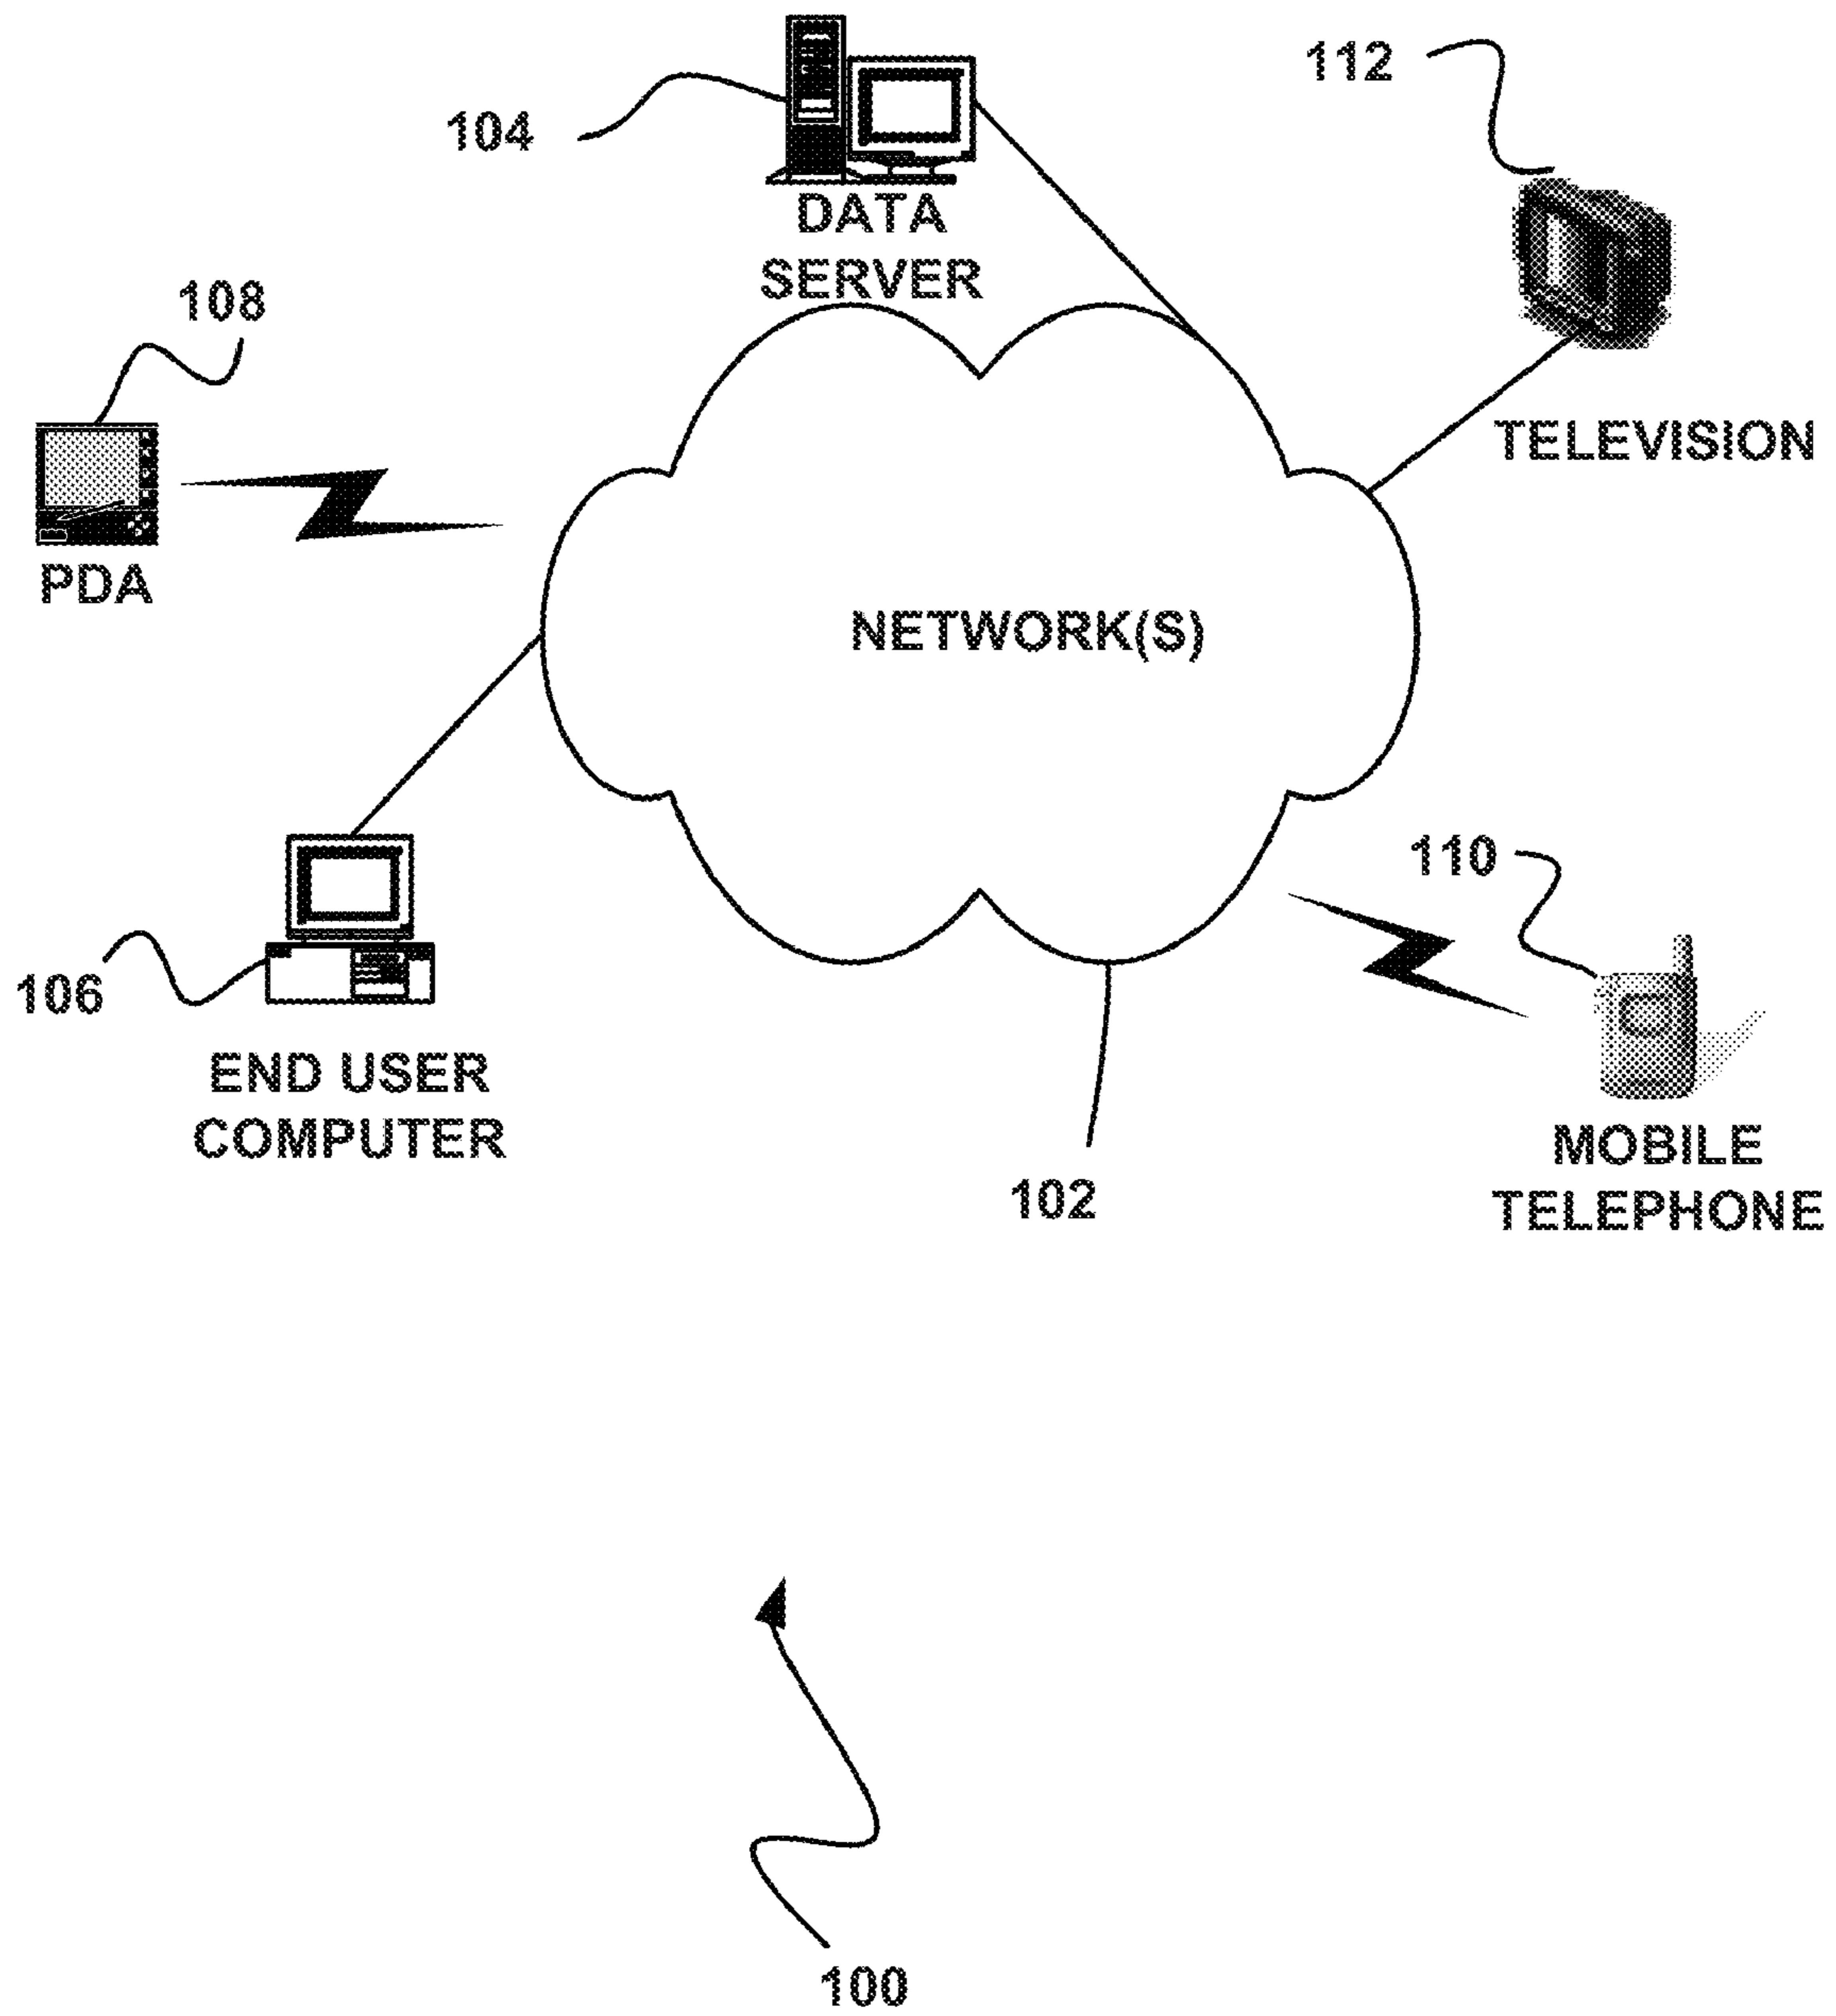 112
104
DATA
SERVER
108
TELEVISION
PDA
NETWORK(S)
110
106
END USER
COMPUTER
MOBILE
TELEPHONE
102
100